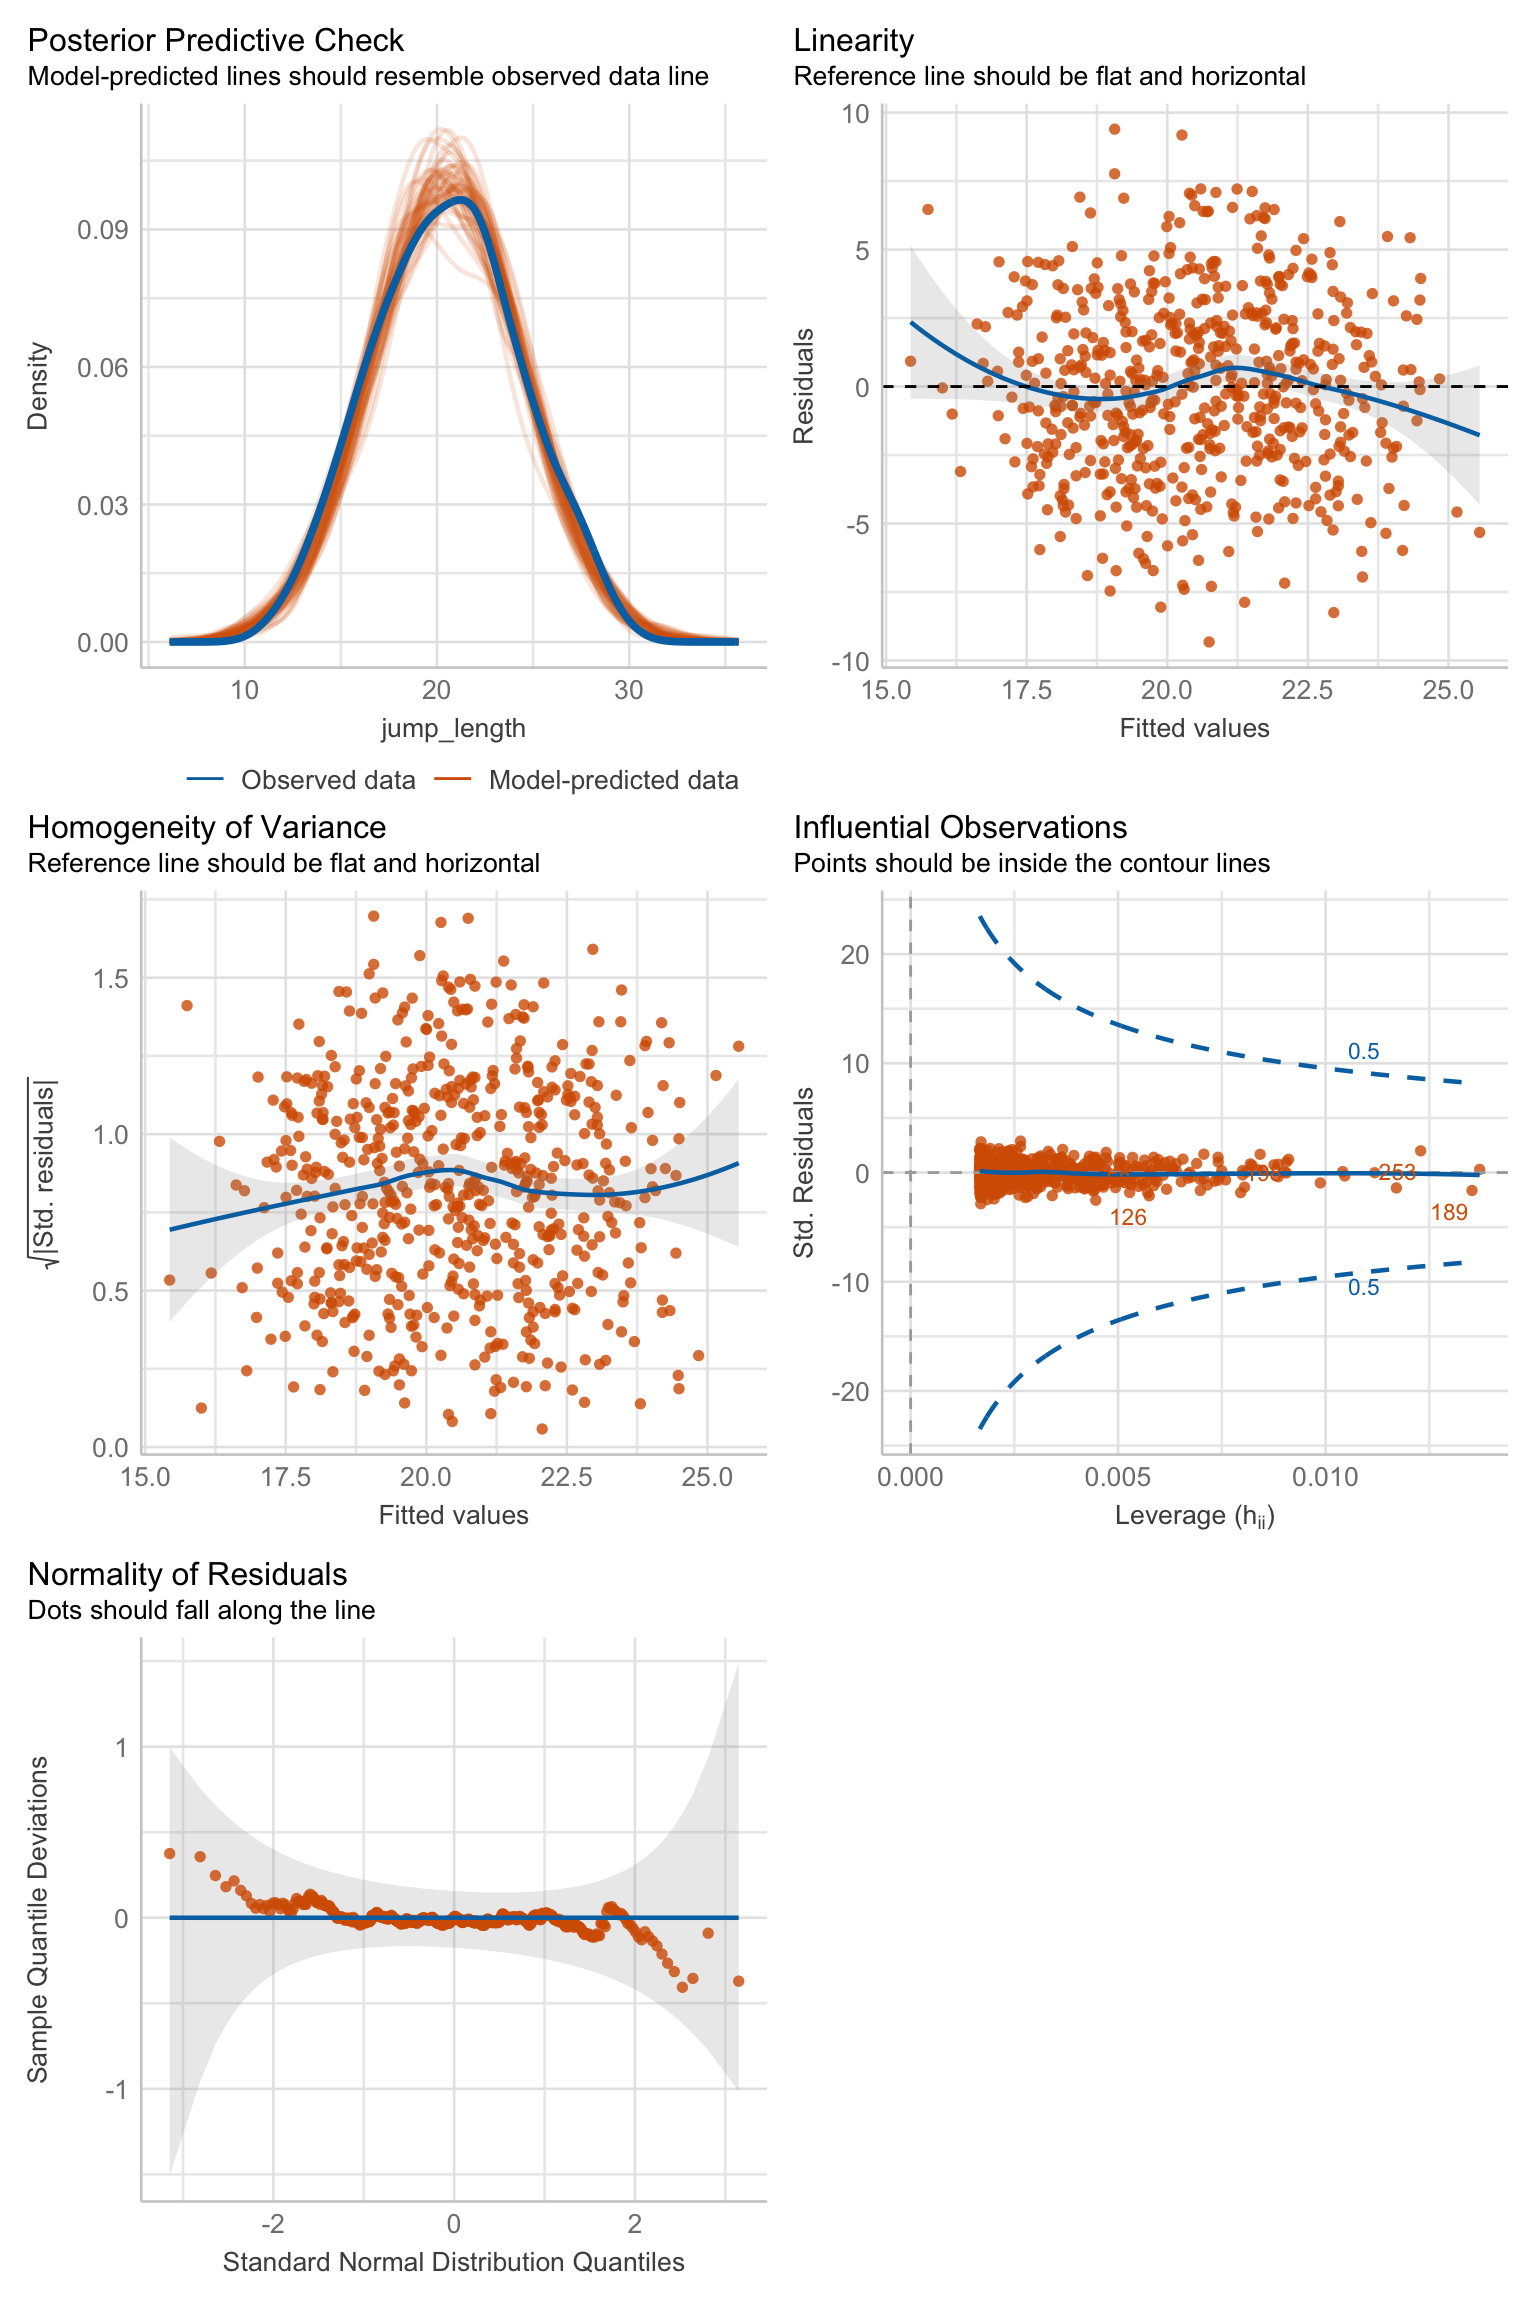 Posterior Predictive Check
Model-predicted lines should resemble observed data line
0.09
0.06
0.03
0.00
Density
10 20 30
jump_length
Observed data Model-predicted data
Linearity
Reference line should be flat and horizontal
10
5
0
-5
-10
Residuals
15.0 17.5 20.0 22.5 25.0
Fitted values
Homogeneity of Variance
Reference line should be flat and horizontal
1.5
1.0
0.5
0.0
√|Std. residuals|
15.0 17.5 20.0 22.5 25.0
Fitted values
Influential Observations
Points should be inside the contour lines
20
10
0
-10
-20
Std. Residuals
0.5
253
126
189
0.5
0.000 0.005 0.010
Leverage (hii)
Normality of Residuals
Dots should fall along the line
1
0
-1
Sample Quantile Deviations
-2 0 2
Standard Normal Distribution Quantiles